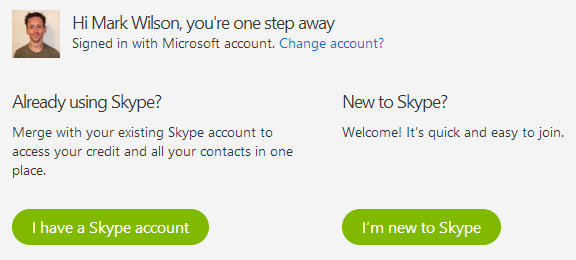 Hi Mark Wilson, you're one step away
Signed in with Microsoft account. Change account?
Already using Skype?
Merge with your existing Skype account to
access your credit and all your contacts in one
place.
I have a Skype account
New to Skype?
Welcome! It's quick and easy to join.
I'm new to Skype